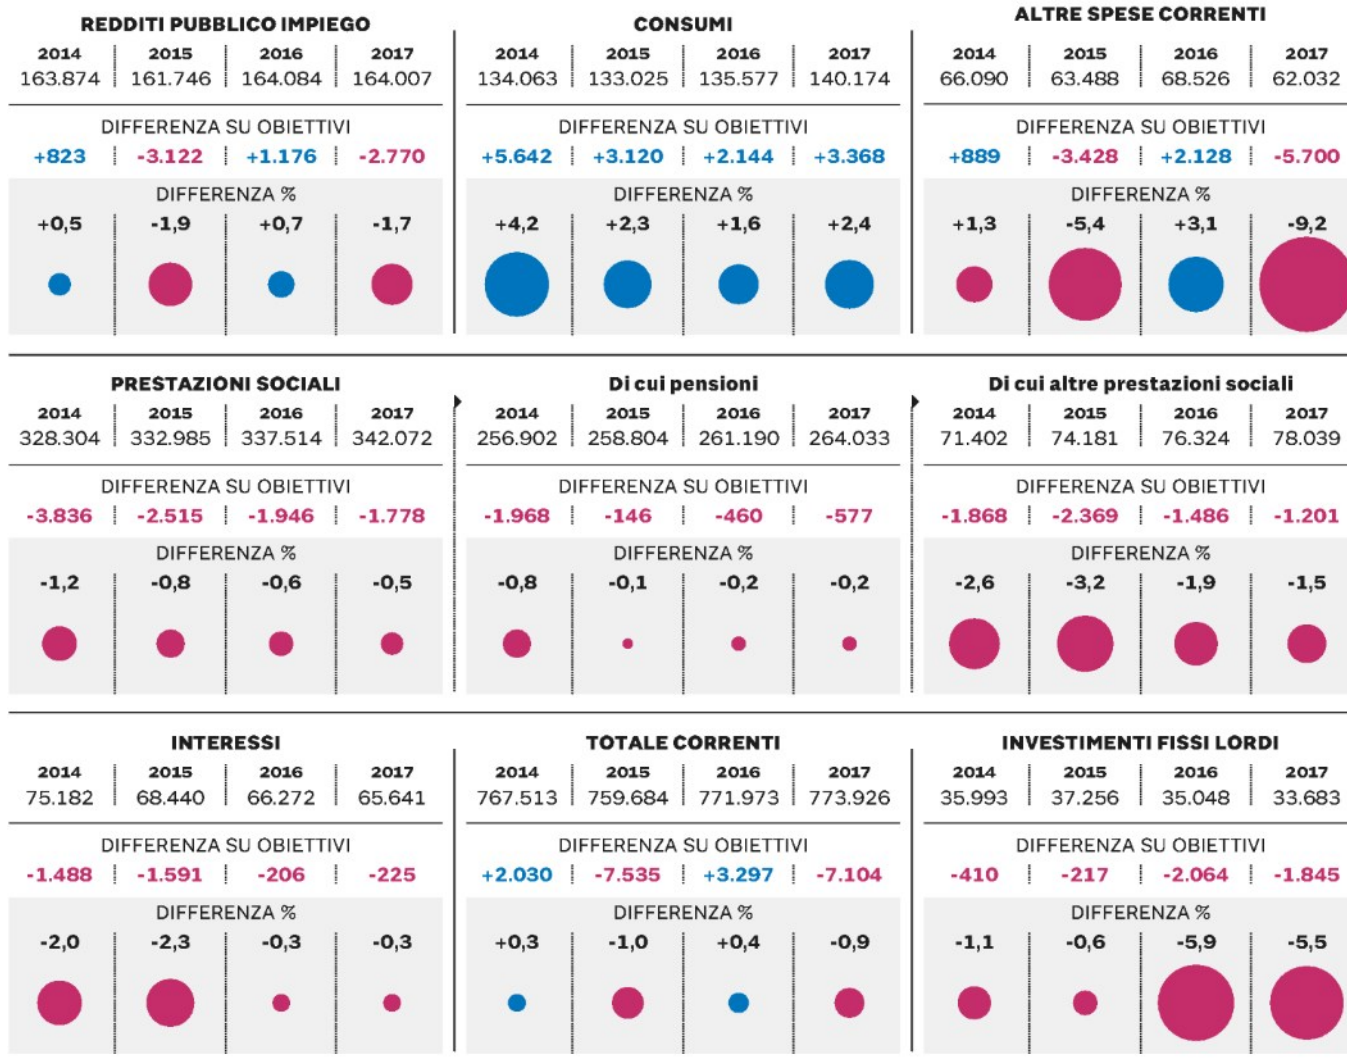 REDDITI PUBBLICO IMPIEGO
2014 2015 2016 2017
163.874 161.746 164.084 164.007
DIFFERENZA SU OBIETTIVI
+823 -3.122 +1.176 -2.770
DIFFERENZA %
+0,5 -1,9 +0,7 -1,7
CONSUMI
2014 2015 2016 2017
134.063 133.025 135.577 140.174
DIFFERENZA SU OBIETTIVI
+5.642 +3.120 +2.144 +3.368
DIFFERENZA %
+4,2 +2,3 +1,6 +2,4
ALTRE SPESE CORRENTI
2014 2015 2016 2017
66.090 63.488 68.526 62.032
DIFFERENZA SU OBIETTIVI
+889 -3.428 +2.128 -5.700
DIFFERENZA %
+1,3 -5,4 +3,1 -9,2
PRESTAZIONI SOCIALI
2014 2015 2016 2017
328.304 332.985 337.514 342.072
DIFFERENZA SU OBIETTIVI
-3.836 -2.515 -1.946 -1.778
DIFFERENZA %
-1,2 -0,8 -0,6 -0,5
Di cui pensioni
2014 2015 2016 2017
256.902 258.804 261.190 264.033
DIFFERENZA SU OBIETTIVI
-1.968 -146 -460 -577
DIFFERENZA %
-0,8 -0,1 -0,2 -0,2
Di cui altre prestazioni sociali
2014 2015 2016 2017
71.402 74.181 76.324 78.039
DIFFERENZA SU OBIETTIVI
-1.868 -2.369 -1.486 -1.201
DIFFERENZA %
-2,6 -3,2 -1,9 -1,5
INTERESSI
2014 2015 2016 2017
75.182 68.440 66.272 65.641
DIFFERENZA SU OBIETTIVI
-1.488 -1.591 -206 -225
DIFFERENZA %
-2,0 -2,3 -0,3 -0,3
TOTALE CORRENTI
2014 2015 2016 2017
767.513 759.684 771.973 773.926
DIFFERENZA SU OBIETTIVI
+2.030 -7.535 +3.297 -7.104
DIFFERENZA %
+0,3 -1,0 +0,4 -0,9
INVESTIMENTI FISSI LORDI
2014 2015 2016 2017
35.993 37.256 35.048 33.683
DIFFERENZA SU OBIETTIVI
-410 -217 -2.064 -1.845
DIFFERENZA %
-1,1 -0,6 -5,9 -5,5